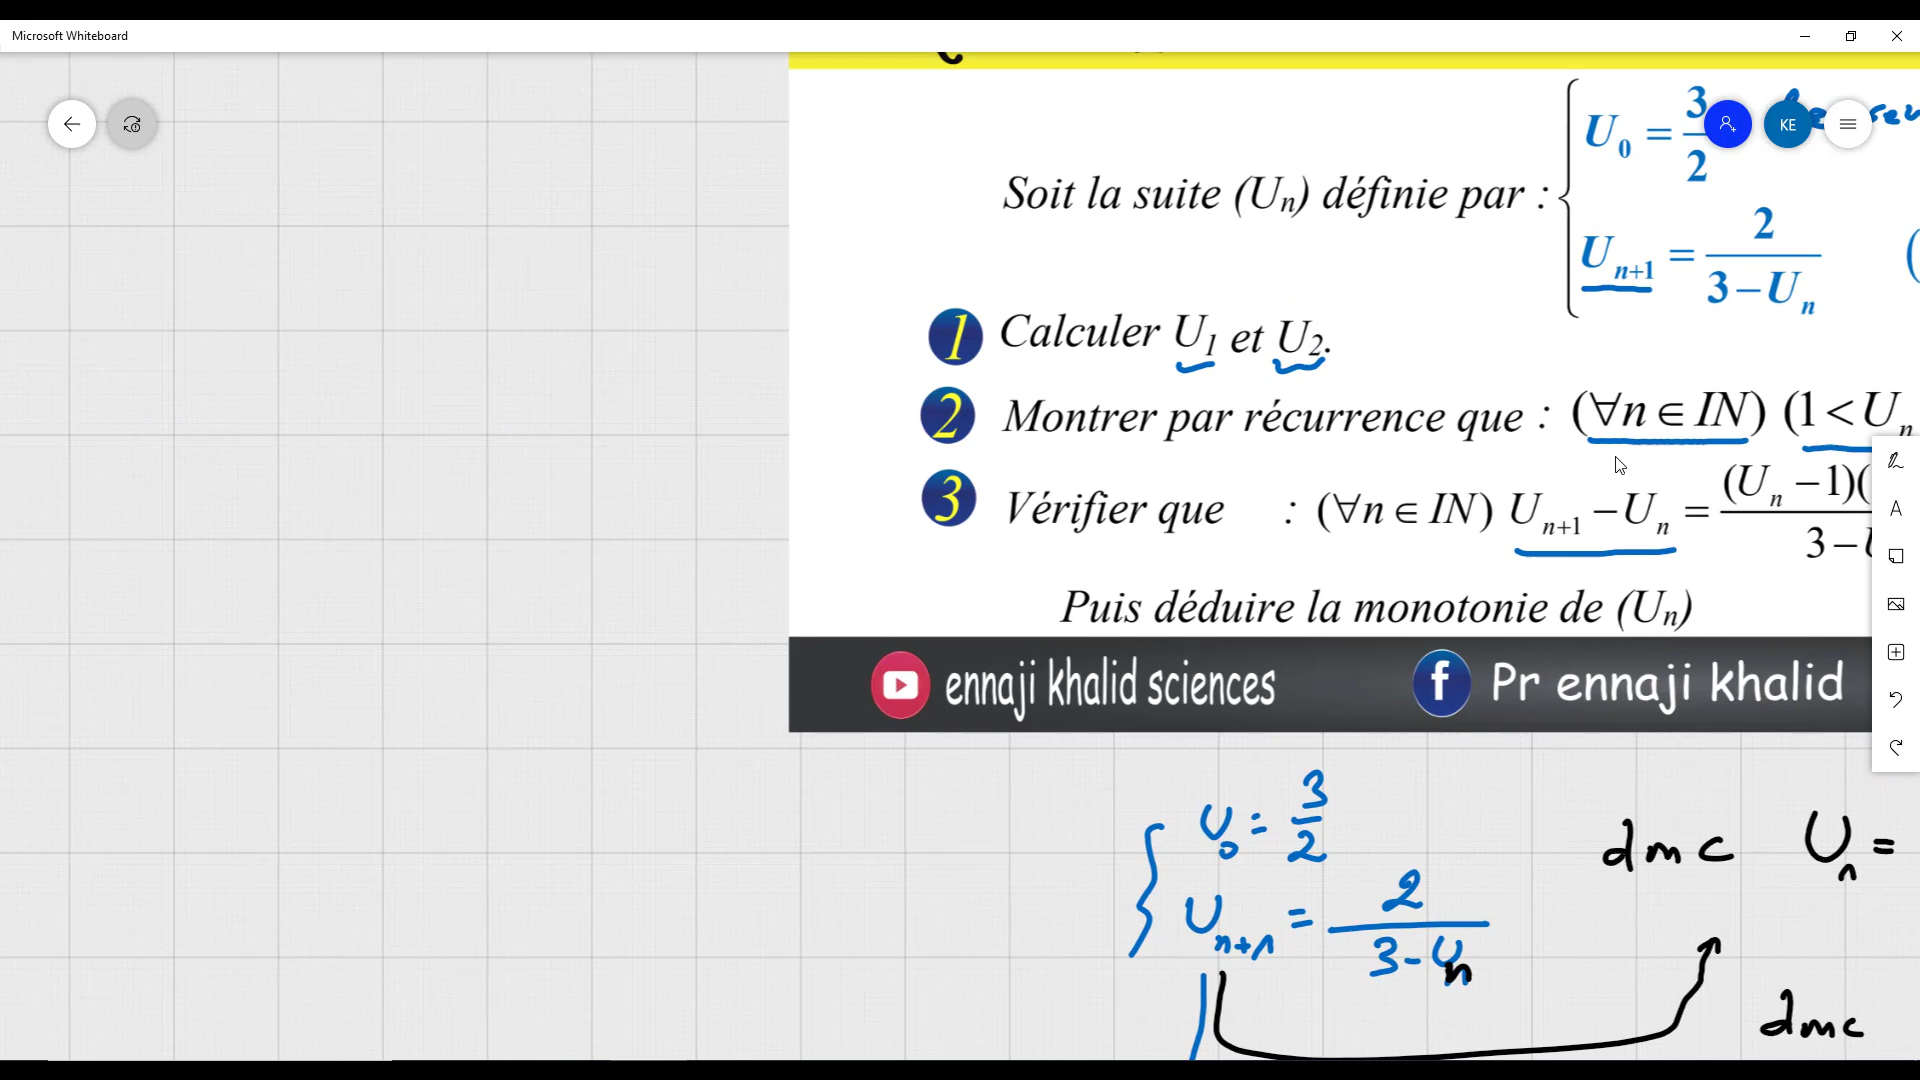 Microsoft Whiteboard
U0 = 3/2
KE
Soit la suite (Un) définie par :
Un+1 = 2/(3 − Un) (
1 Calculer U1 et U2.
2 Montrer par récurrence que : (∀n ∈ IN) (1 < Un
3 Vérifier que : (∀n ∈ IN) Un+1 − Un = (Un − 1)( / 3 −
Puis déduire la monotonie de (Un)
ennaji khalid sciences
f Pr ennaji khalid
U0 = 3/2
dmc Un =
Un+1 = 2/(3 − Un)
dmc